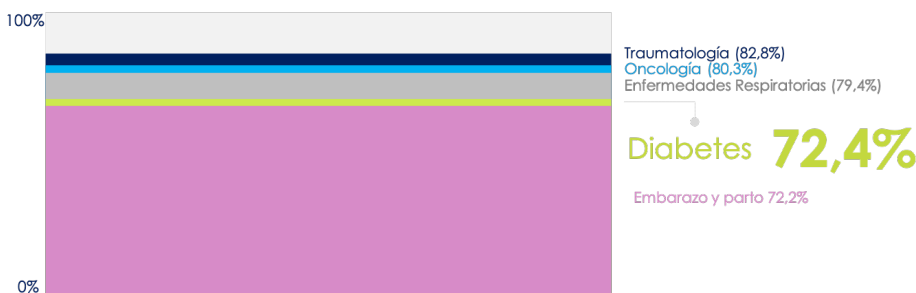 100%
Traumatología (82,8%)
Oncología (80,3%)
Enfermedades Respiratorias (79,4%)
Diabetes 72,4%
Embarazo y parto 72,2%
0%